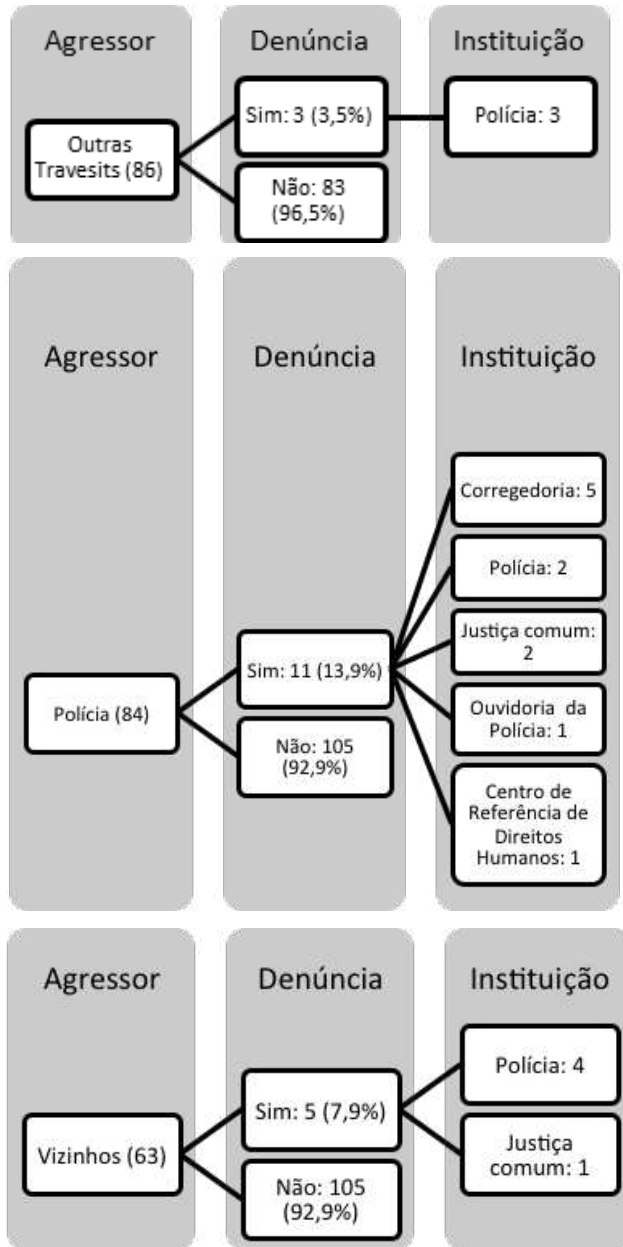 Agressor
Denúncia
Instituição
Outras
Travesits (86)
Sim: 3 (3,5%)
Não: 83
(96,5%)
Polícia: 3
Agressor
Denúncia
Instituição
Polícia (84)
Sim: 11 (13,9%)
Não: 105
(92,9%)
Corregedoria: 5
Polícia: 2
Justiça comum:
2
Ouvidoria da
Polícia: 1
Centro de
Referência de
Direitos
Humanos: 1
Agressor
Denúncia
Instituição
Vizinhos (63)
Sim: 5 (7,9%)
Não: 105
(92,9%)
Polícia: 4
Justiça
comum: 1